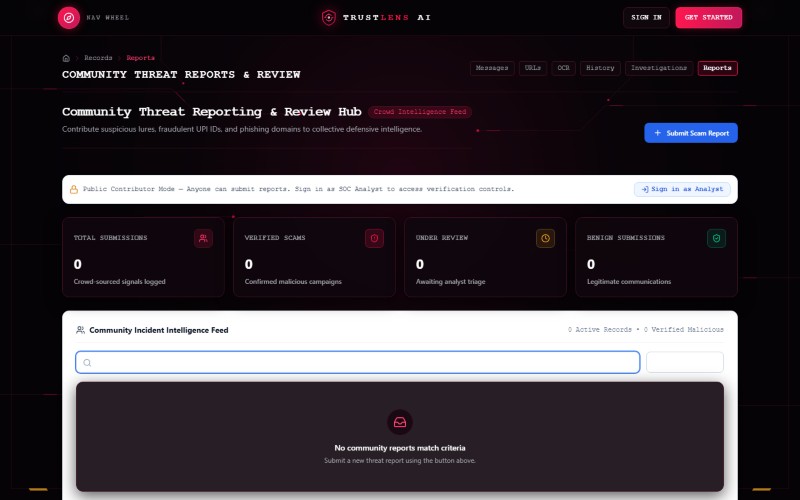 NAV WHEEL
TRUSTLENS AI
SIGN IN
GET STARTED
Records
Reports
COMMUNITY THREAT REPORTS & REVIEW
Messages
URLs
OCR
History
Investigations
Reports
Community Threat Reporting & Review Hub
Crowd Intelligence Feed
Contribute suspicious lures, fraudulent UPI IDs, and phishing domains to collective defensive intelligence.
Submit Scam Report
Public Contributor Mode — Anyone can submit reports. Sign in as SOC Analyst to access verification controls.
Sign in as Analyst
TOTAL SUBMISSIONS
0
Crowd-sourced signals logged
VERIFIED SCAMS
0
Confirmed malicious campaigns
UNDER REVIEW
0
Awaiting analyst triage
BENIGN SUBMISSIONS
0
Legitimate communications
Community Incident Intelligence Feed
0 Active Records • 0 Verified Malicious
No community reports match criteria
Submit a new threat report using the button above.